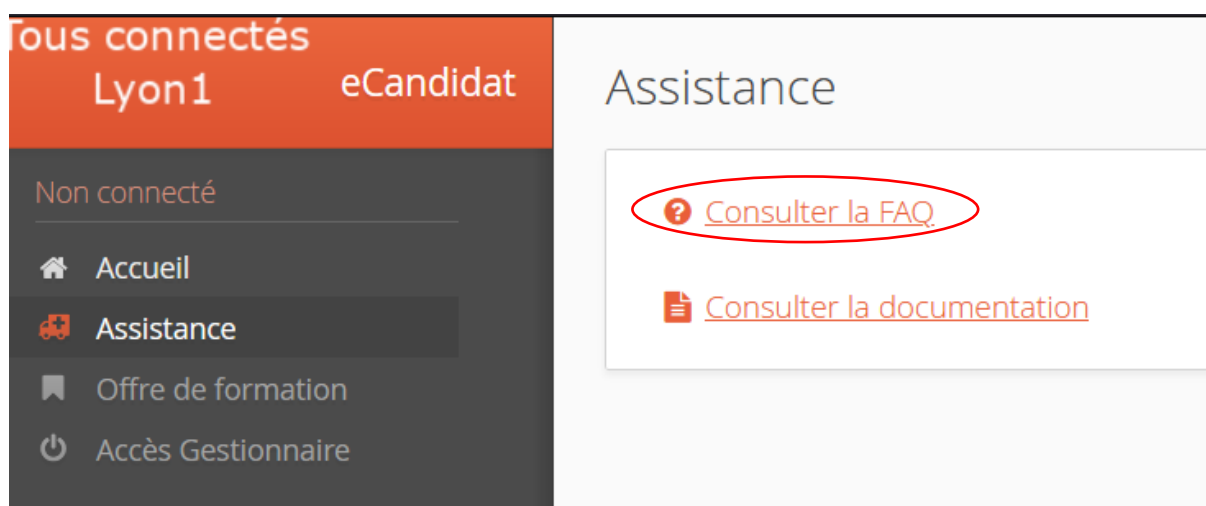 Tous connectés
Lyon1
eCandidat
Non connecté
Accueil
Assistance
Offre de formation
Accès Gestionnaire
Assistance
Consulter la FAQ
Consulter la documentation